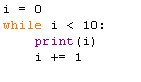 i = 0
while i < 10:
    print(i)
    i += 1